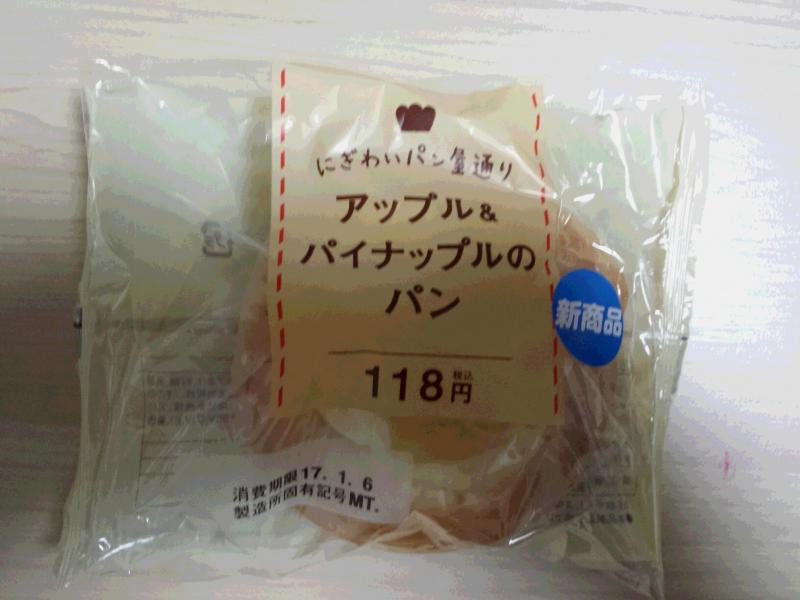 にぎわいパン屋通り
アップル&
パイナップルの
パン
新商品
118円
税込
消費期限17. 1. 6
製造所固有記号MT.